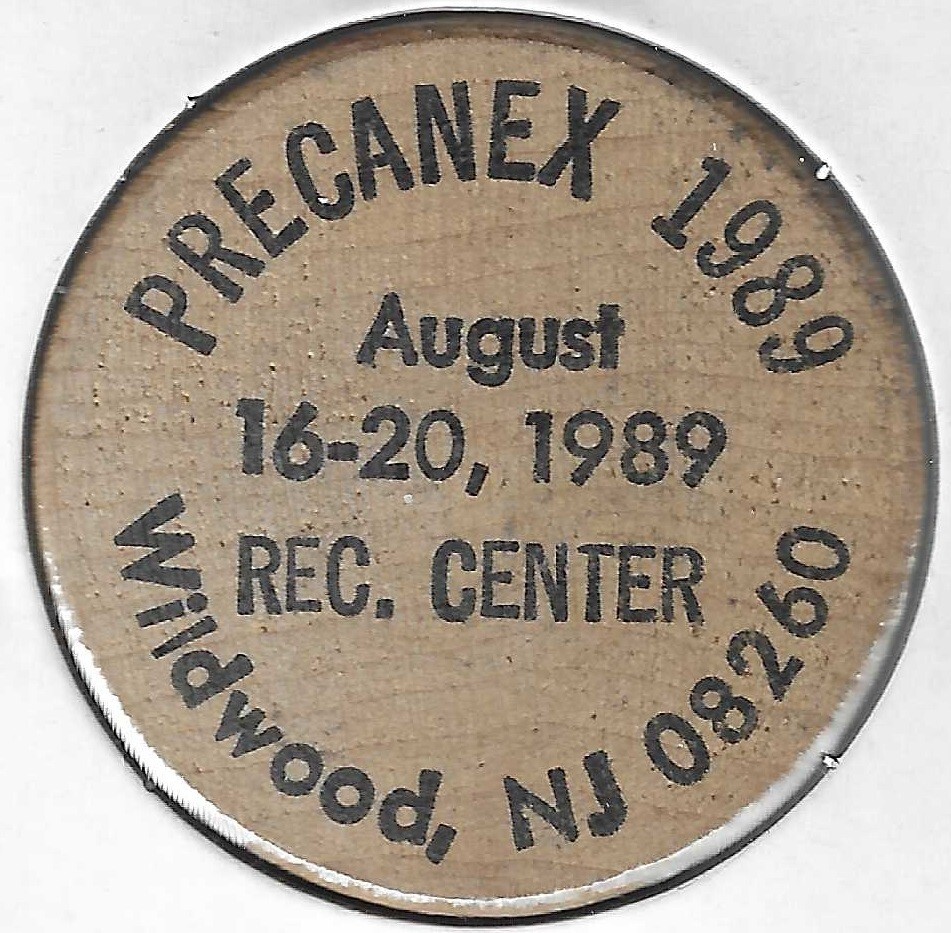 PRECANEX 1989
August
16-20, 1989
REC. CENTER
Wildwood, NJ 08260